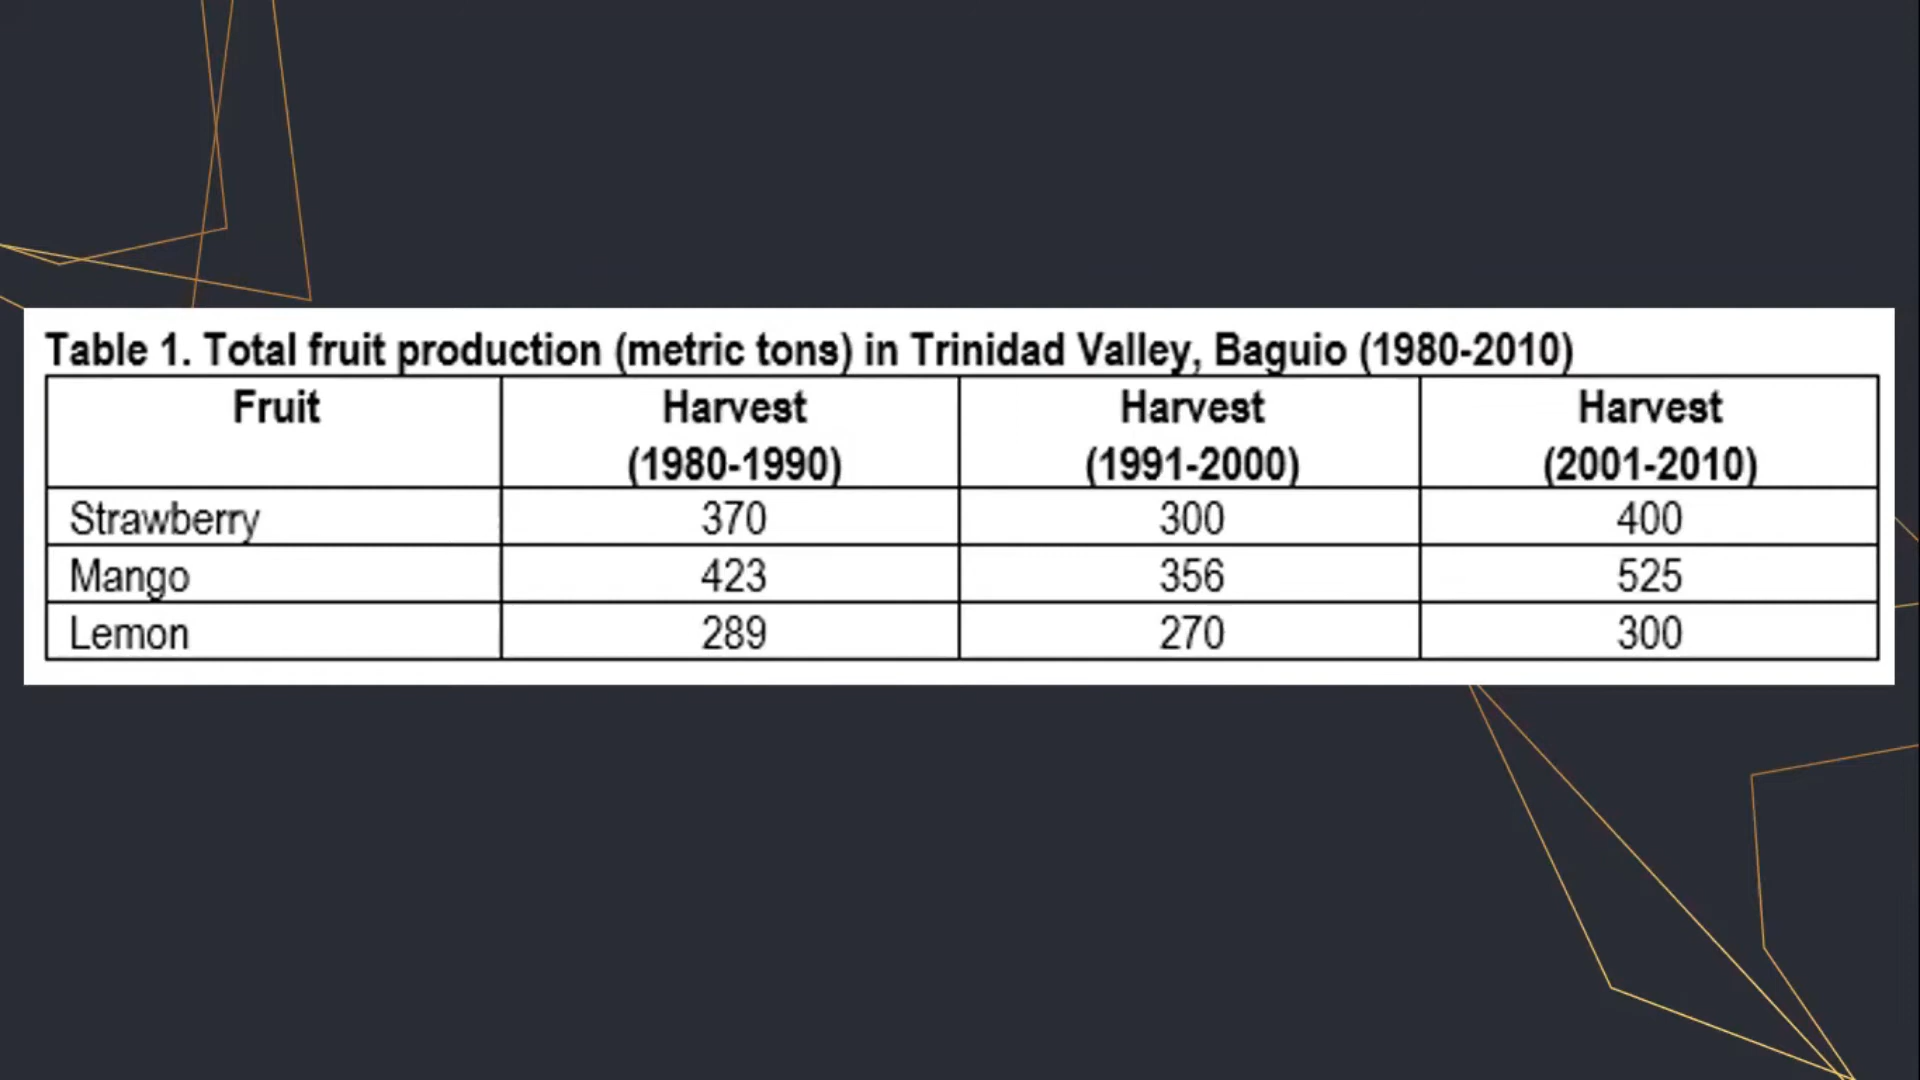 Table 1. Total fruit production (metric tons) in Trinidad Valley, Baguio (1980-2010)
Fruit Harvest (1980-1990) Harvest (1991-2000) Harvest (2001-2010)
Strawberry 370 300 400
Mango 423 356 525
Lemon 289 270 300